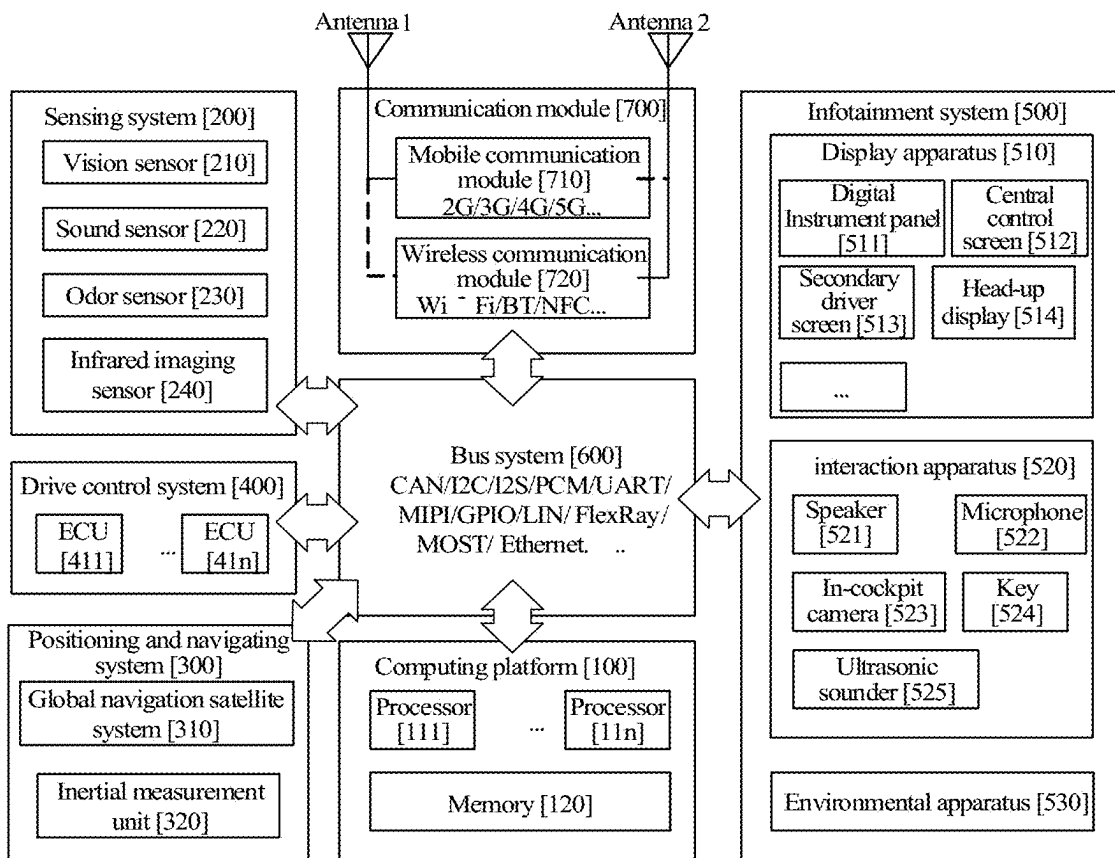 Antenna 1
Antenna 2
Sensing system [200]
Vision sensor [210]
Sound sensor [220]
Odor sensor [230]
Infrared imaging
sensor [240]
Communication module [700]
Mobile communication
module [710]
2G/3G/4G/5G...
Wireless communication
module [720]
Wi - Fi/BT/NFC...
Infotainment system [500]
Display apparatus [510]
Digital
Instrument panel
[511]
Central
control
screen [512]
Secondary
driver
screen [513]
Head-up
display [514]
...
Drive control system [400]
ECU
[411]
...
ECU
[41n]
Bus system [600]
CAN/I2C/I2S/PCM/UART/
MIPI/GPIO/LIN/ FlexRay/
MOST/ Ethernet. ..
interaction apparatus [520]
Speaker
[521]
Microphone
[522]
In-cockpit
camera [523]
Key
[524]
Ultrasonic
sounder [525]
Positioning and navigating
system [300]
Global navigation satellite
system [310]
Inertial measurement
unit [320]
Computing platform [100]
Processor
[111]
...
Processor
[11n]
Memory [120]
Environmental apparatus [530]